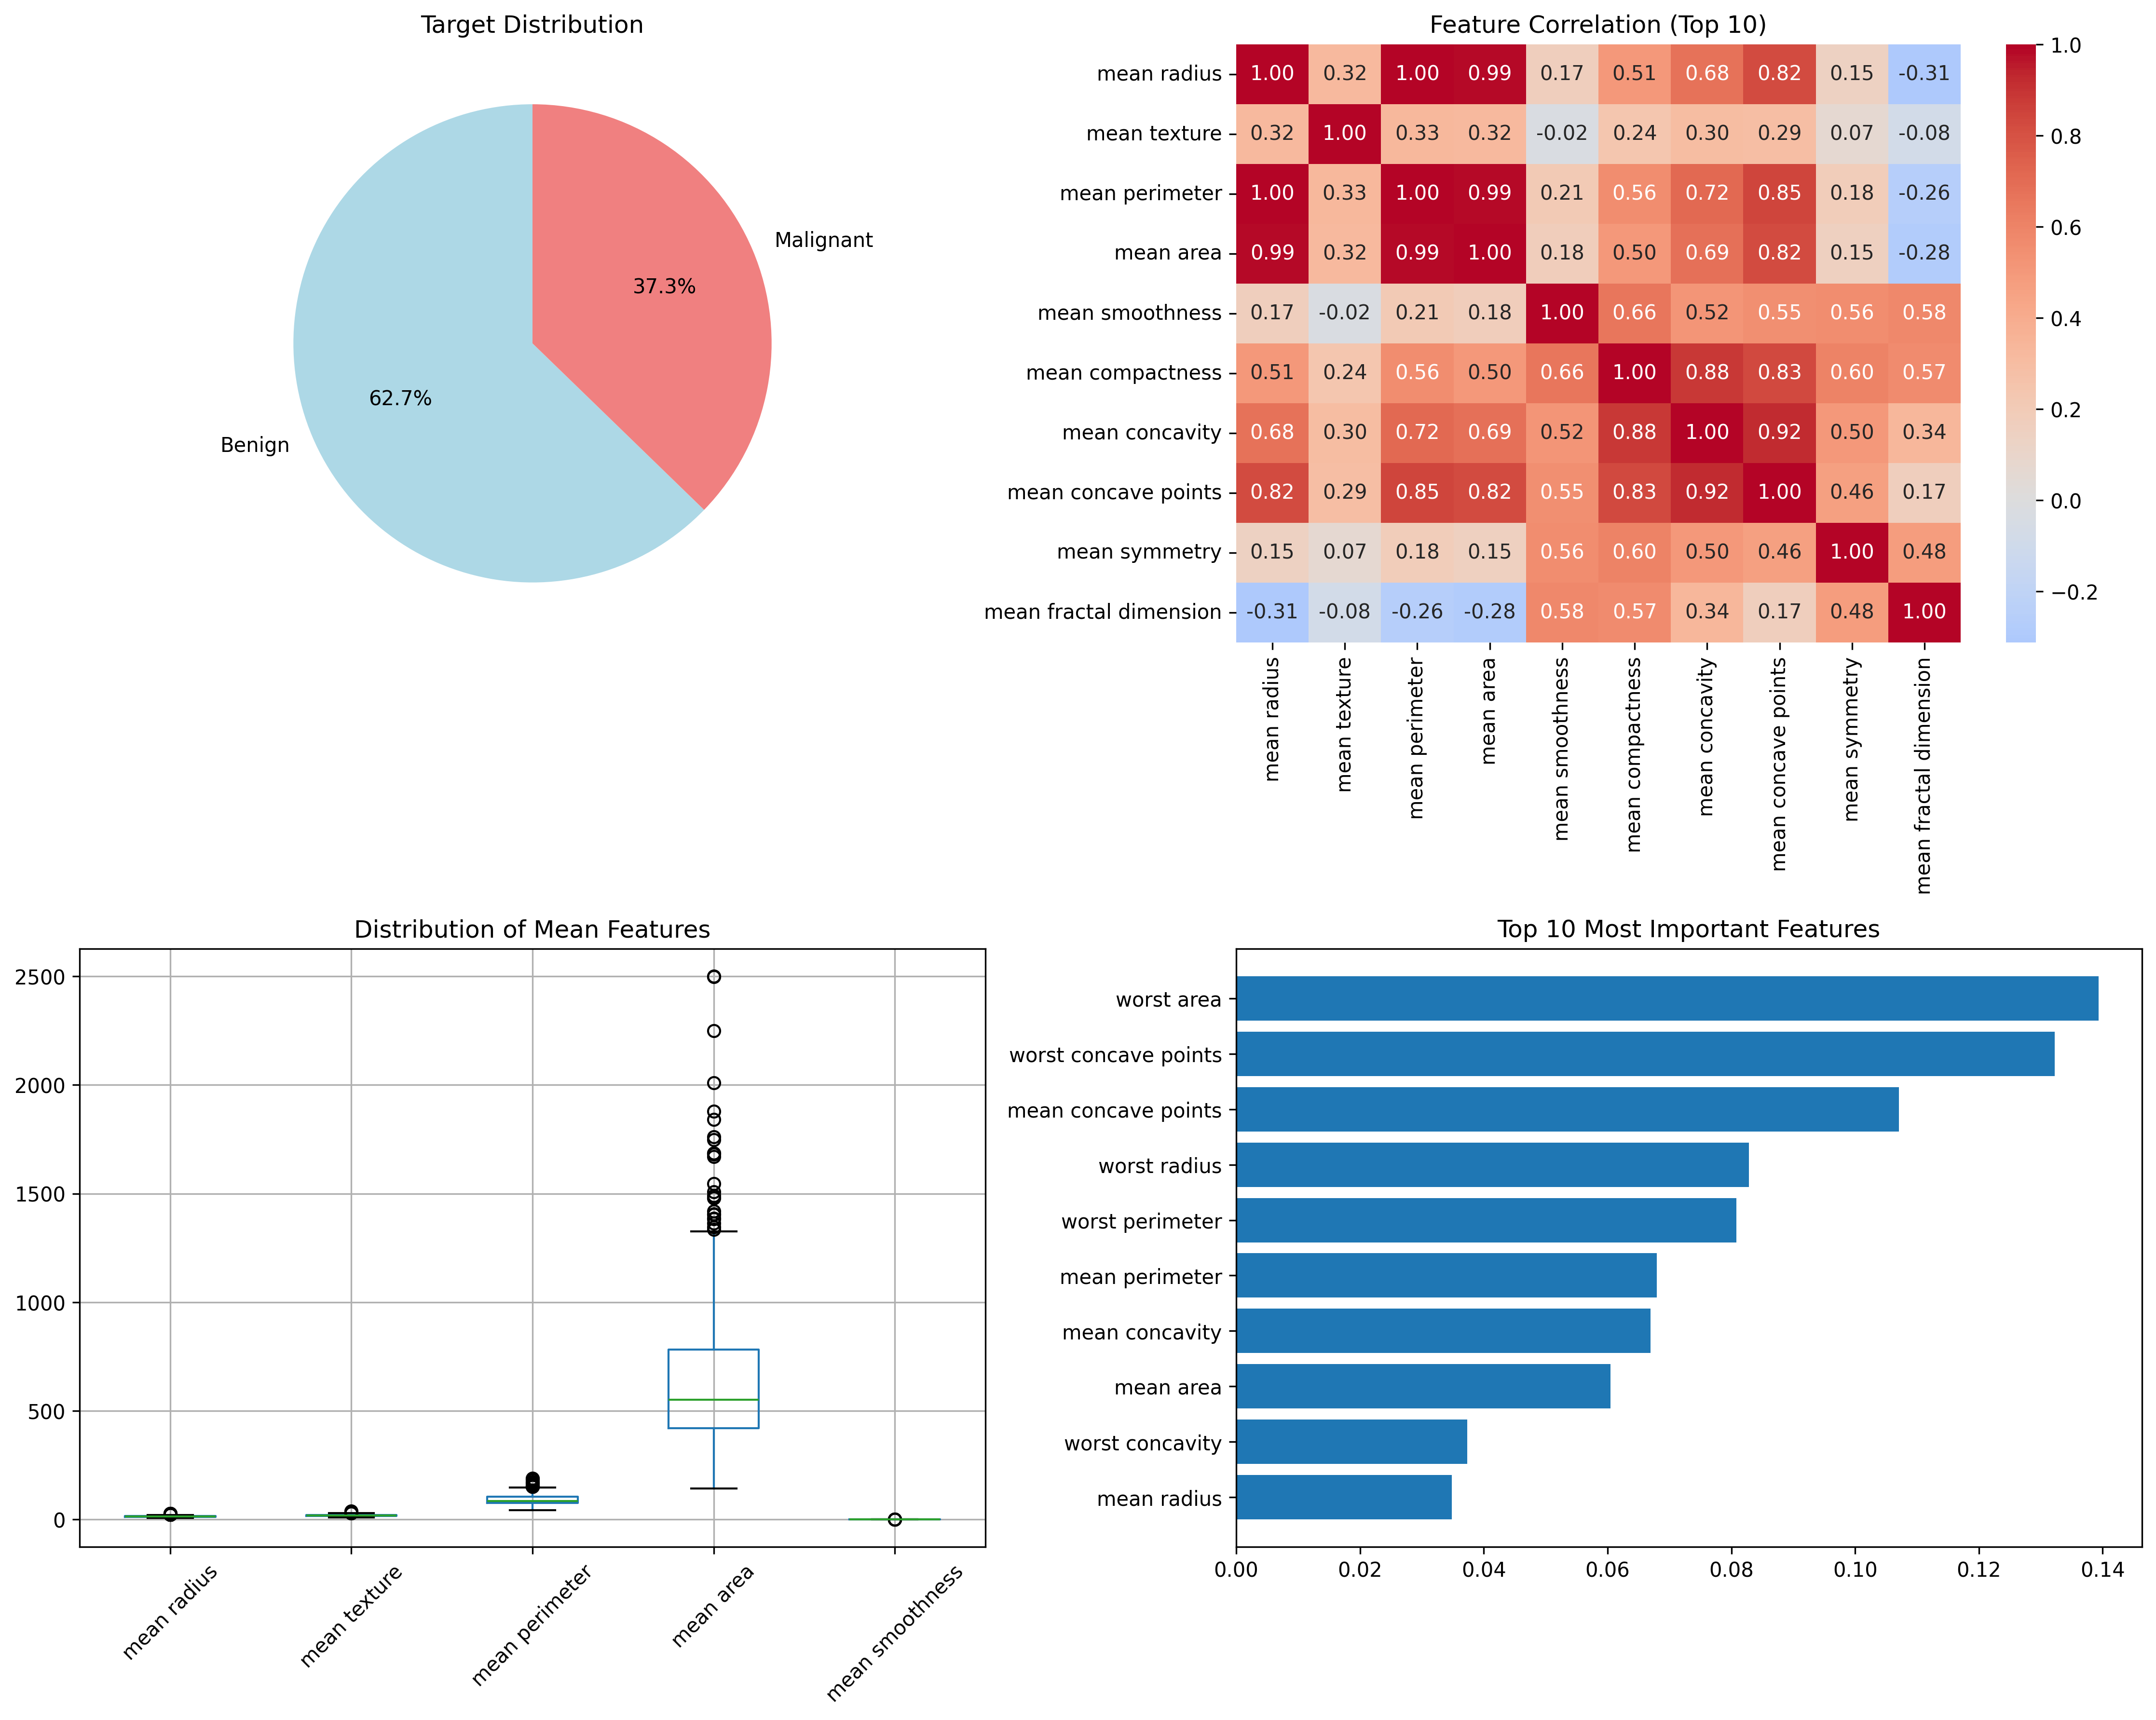 Target Distribution
Malignant
37.3%
62.7%
Benign
Feature Correlation (Top 10)
mean radius 1.00 0.32 1.00 0.99 0.17 0.51 0.68 0.82 0.15 -0.31
mean texture 0.32 1.00 0.33 0.32 -0.02 0.24 0.30 0.29 0.07 -0.08
mean perimeter 1.00 0.33 1.00 0.99 0.21 0.56 0.72 0.85 0.18 -0.26
mean area 0.99 0.32 0.99 1.00 0.18 0.50 0.69 0.82 0.15 -0.28
mean smoothness 0.17 -0.02 0.21 0.18 1.00 0.66 0.52 0.55 0.56 0.58
mean compactness 0.51 0.24 0.56 0.50 0.66 1.00 0.88 0.83 0.60 0.57
mean concavity 0.68 0.30 0.72 0.69 0.52 0.88 1.00 0.92 0.50 0.34
mean concave points 0.82 0.29 0.85 0.82 0.55 0.83 0.92 1.00 0.46 0.17
mean symmetry 0.15 0.07 0.18 0.15 0.56 0.60 0.50 0.46 1.00 0.48
mean fractal dimension -0.31 -0.08 -0.26 -0.28 0.58 0.57 0.34 0.17 0.48 1.00
mean radius
mean texture
mean perimeter
mean area
mean smoothness
mean compactness
mean concavity
mean concave points
mean symmetry
mean fractal dimension
1.0
0.8
0.6
0.4
0.2
0.0
−0.2
Distribution of Mean Features
2500
2000
1500
1000
500
0
mean radius
mean texture
mean perimeter
mean area
mean smoothness
Top 10 Most Important Features
worst area
worst concave points
mean concave points
worst radius
worst perimeter
mean perimeter
mean concavity
mean area
worst concavity
mean radius
0.00 0.02 0.04 0.06 0.08 0.10 0.12 0.14